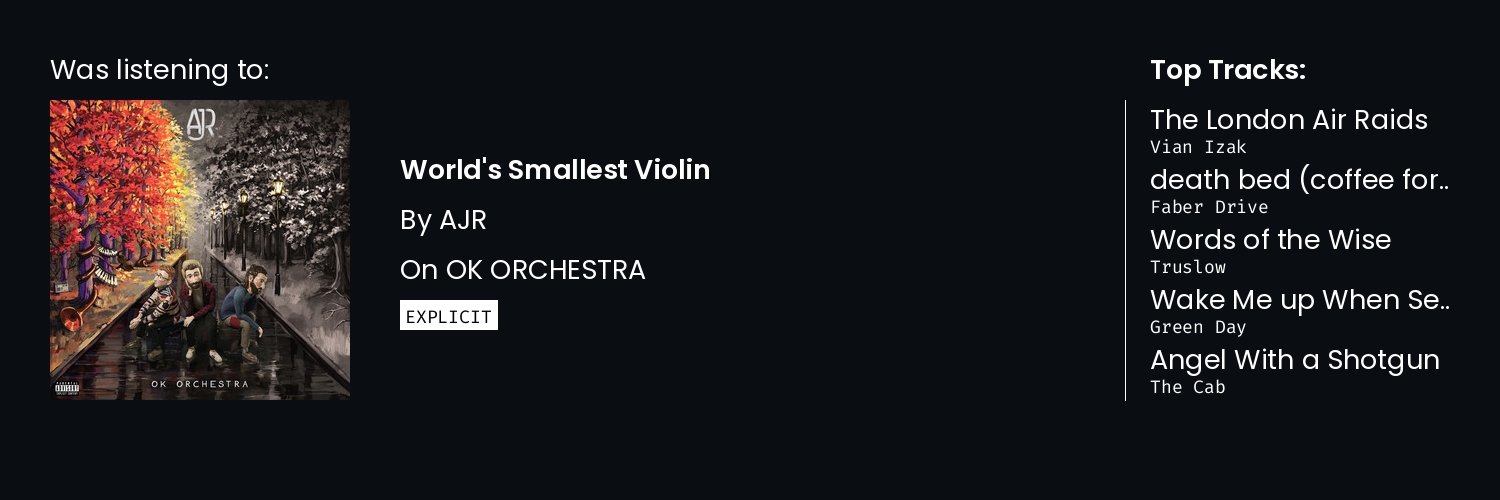 Was listening to:
AJR
OK ORCHESTRA
World's Smallest Violin
By AJR
On OK ORCHESTRA
EXPLICIT
Top Tracks:
The London Air Raids
Vian Izak
death bed (coffee for..
Faber Drive
Words of the Wise
Truslow
Wake Me up When Se..
Green Day
Angel With a Shotgun
The Cab